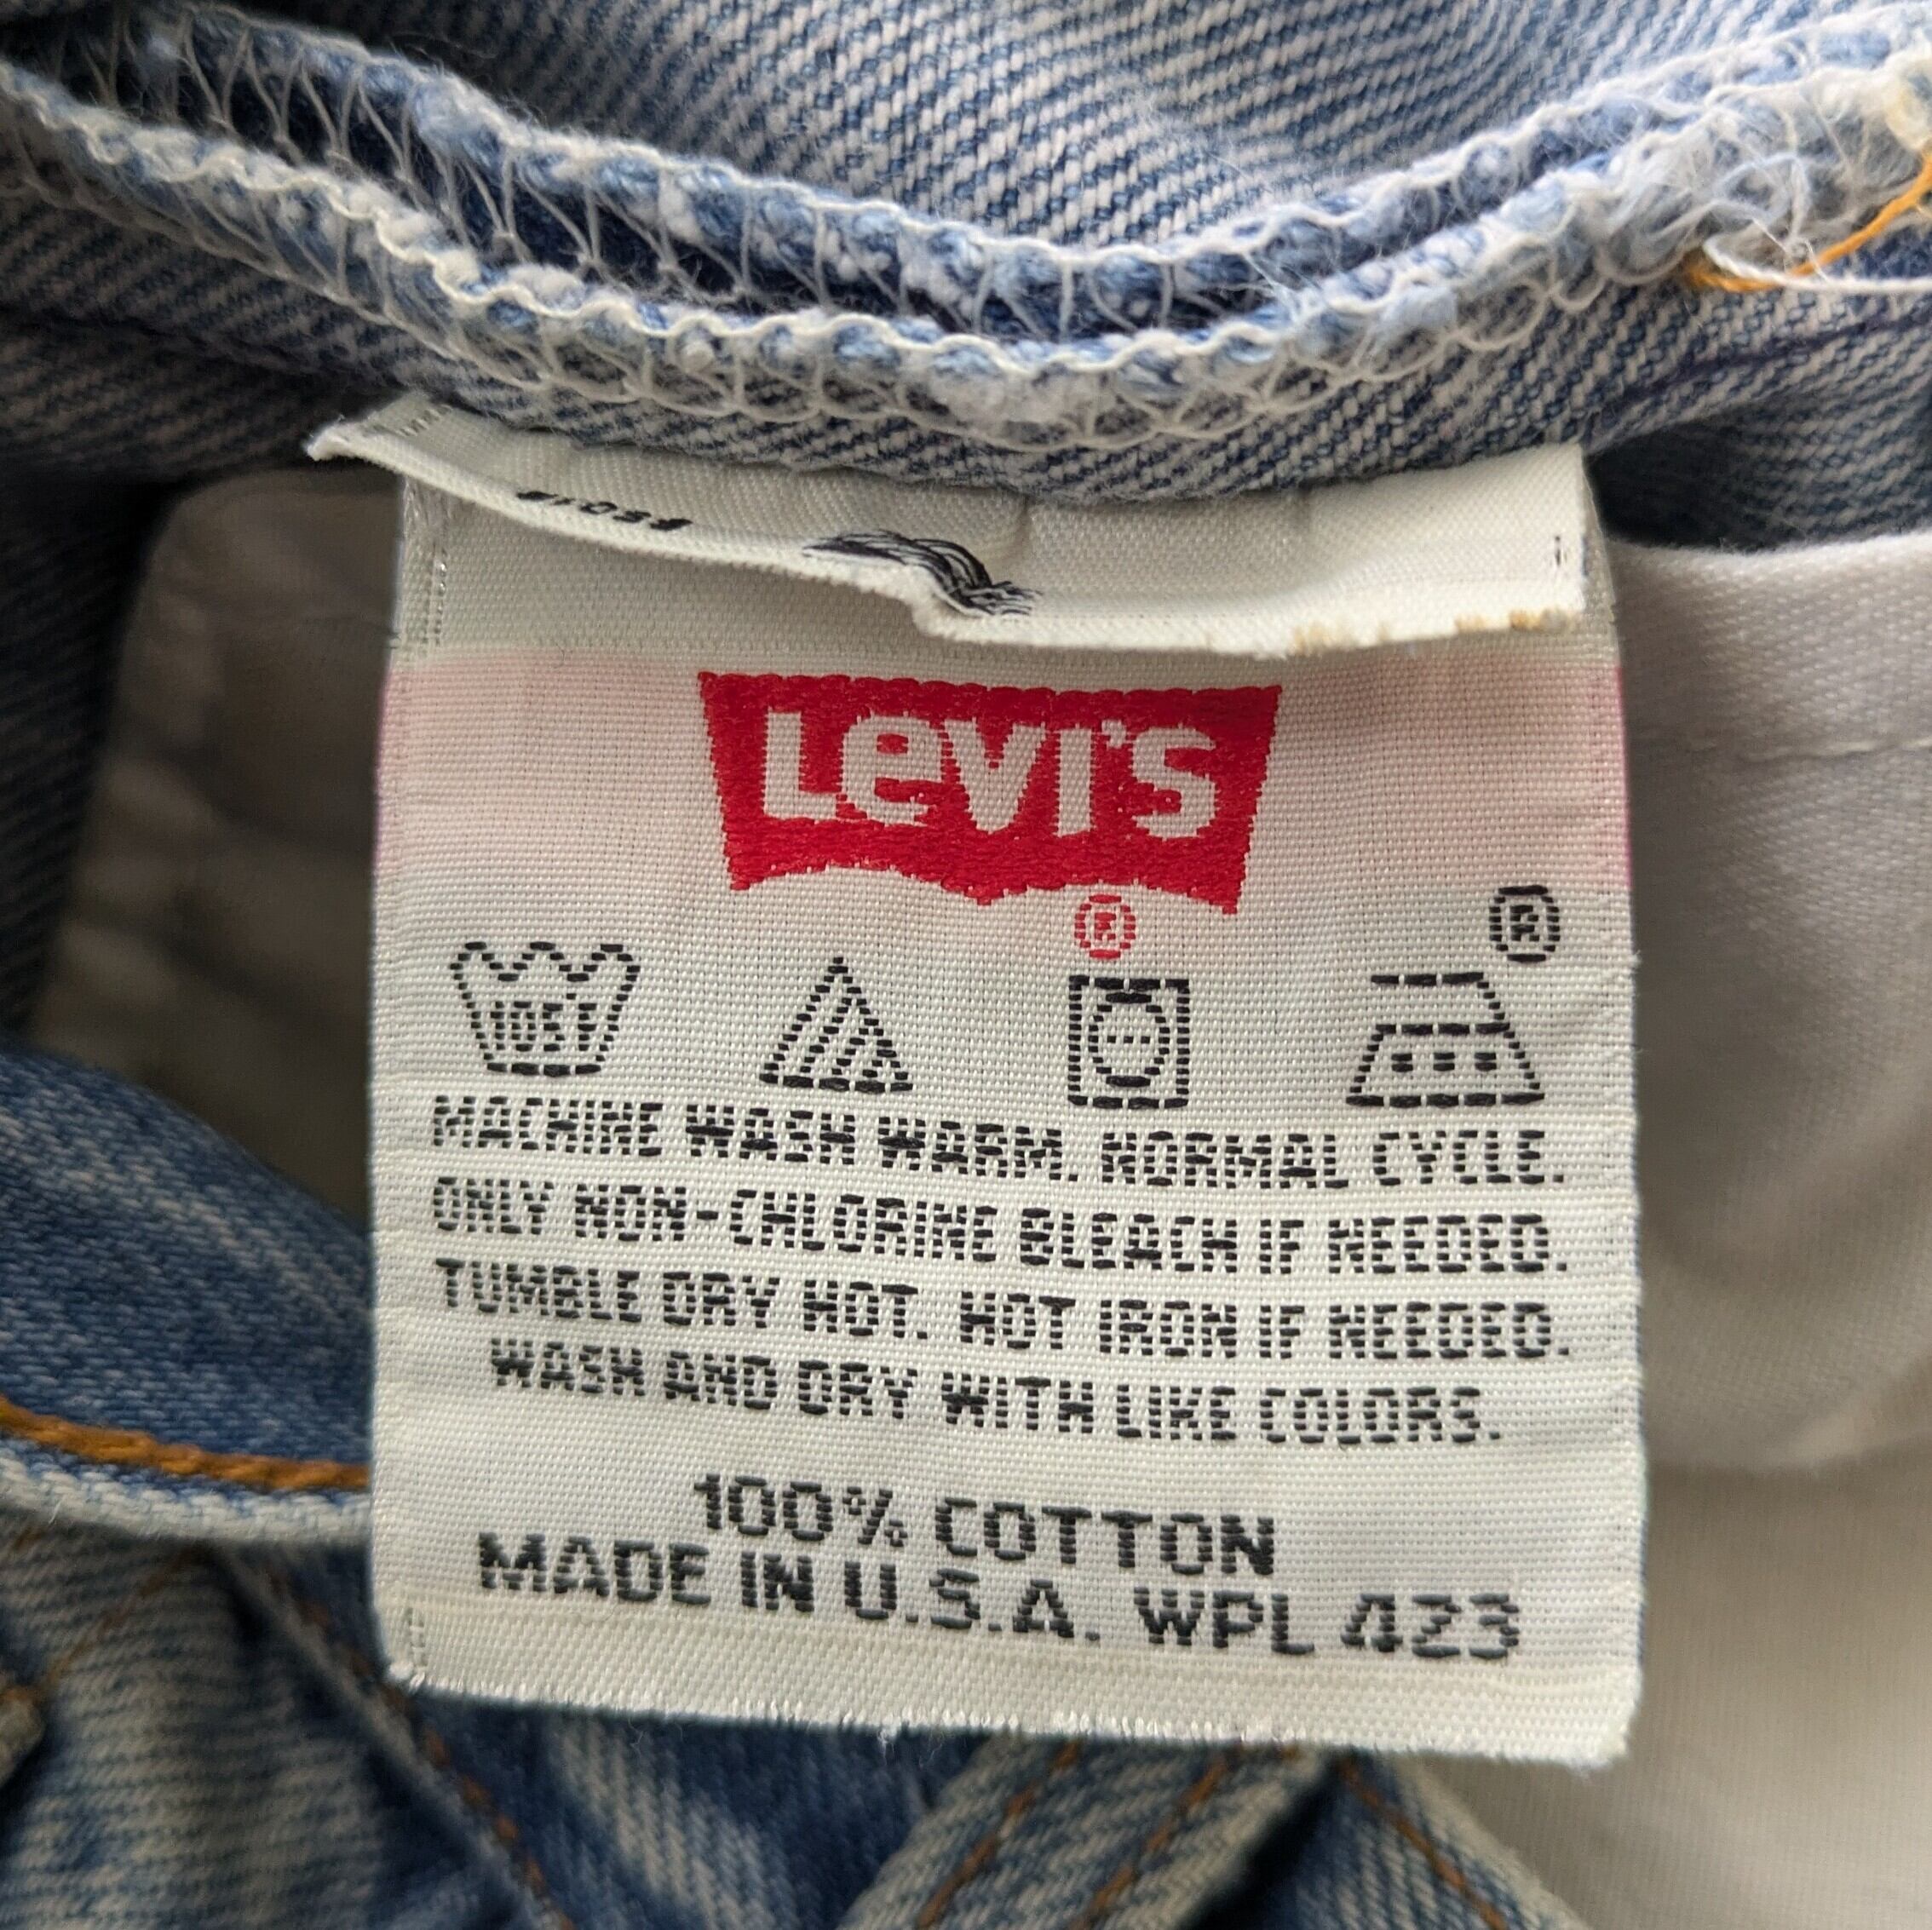 LEVI'S
®
®
105F
MACHINE WASH WARM. NORMAL CYCLE.
ONLY NON-CHLORINE BLEACH IF NEEDED.
TUMBLE DRY HOT. HOT IRON IF NEEDED.
WASH AND DRY WITH LIKE COLORS.
100% COTTON
MADE IN U.S.A. WPL 423